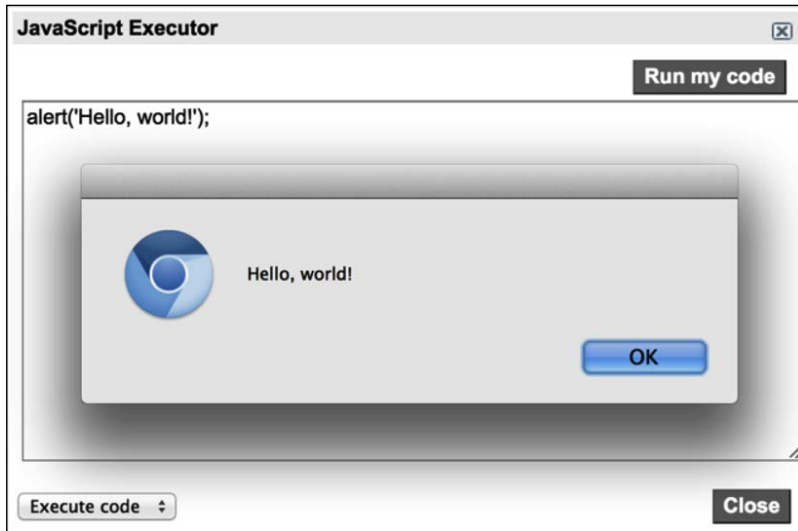 JavaScript Executor
Run my code
alert('Hello, world!');
Hello, world!
OK
Execute code
Close